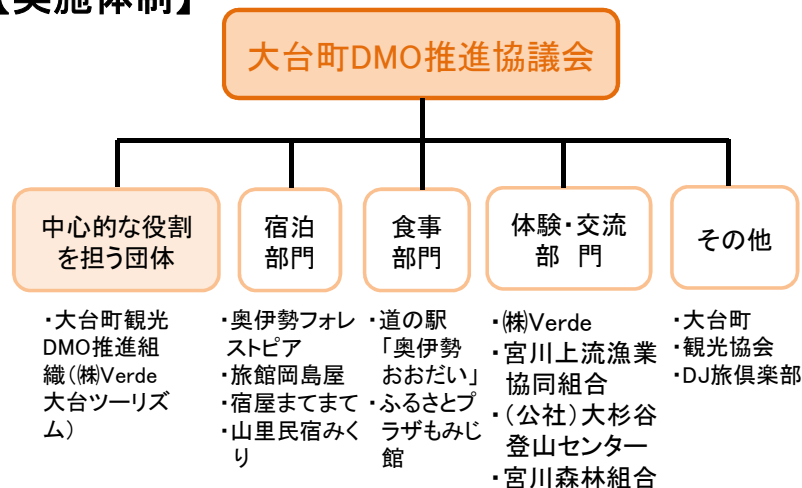 【実施体制】
大台町DMO推進協議会
中心的な役割
を担う団体
宿泊
部門
食事
部門
体験・交流
部 門
その他
・大台町観光
DMO推進組
織(㈱Verde
大台ツーリズ
ム)
・奥伊勢フォレ
ストピア
・旅館岡島屋
・宿屋まてまて
・山里民宿みく
り
・道の駅
「奥伊勢
おおだい」
・ふるさとプ
ラザもみじ
館
・㈱Verde
・宮川上流漁業
協同組合
・(公社)大杉谷
登山センター
・宮川森林組合
・大台町
・観光協会
・DJ旅倶楽部